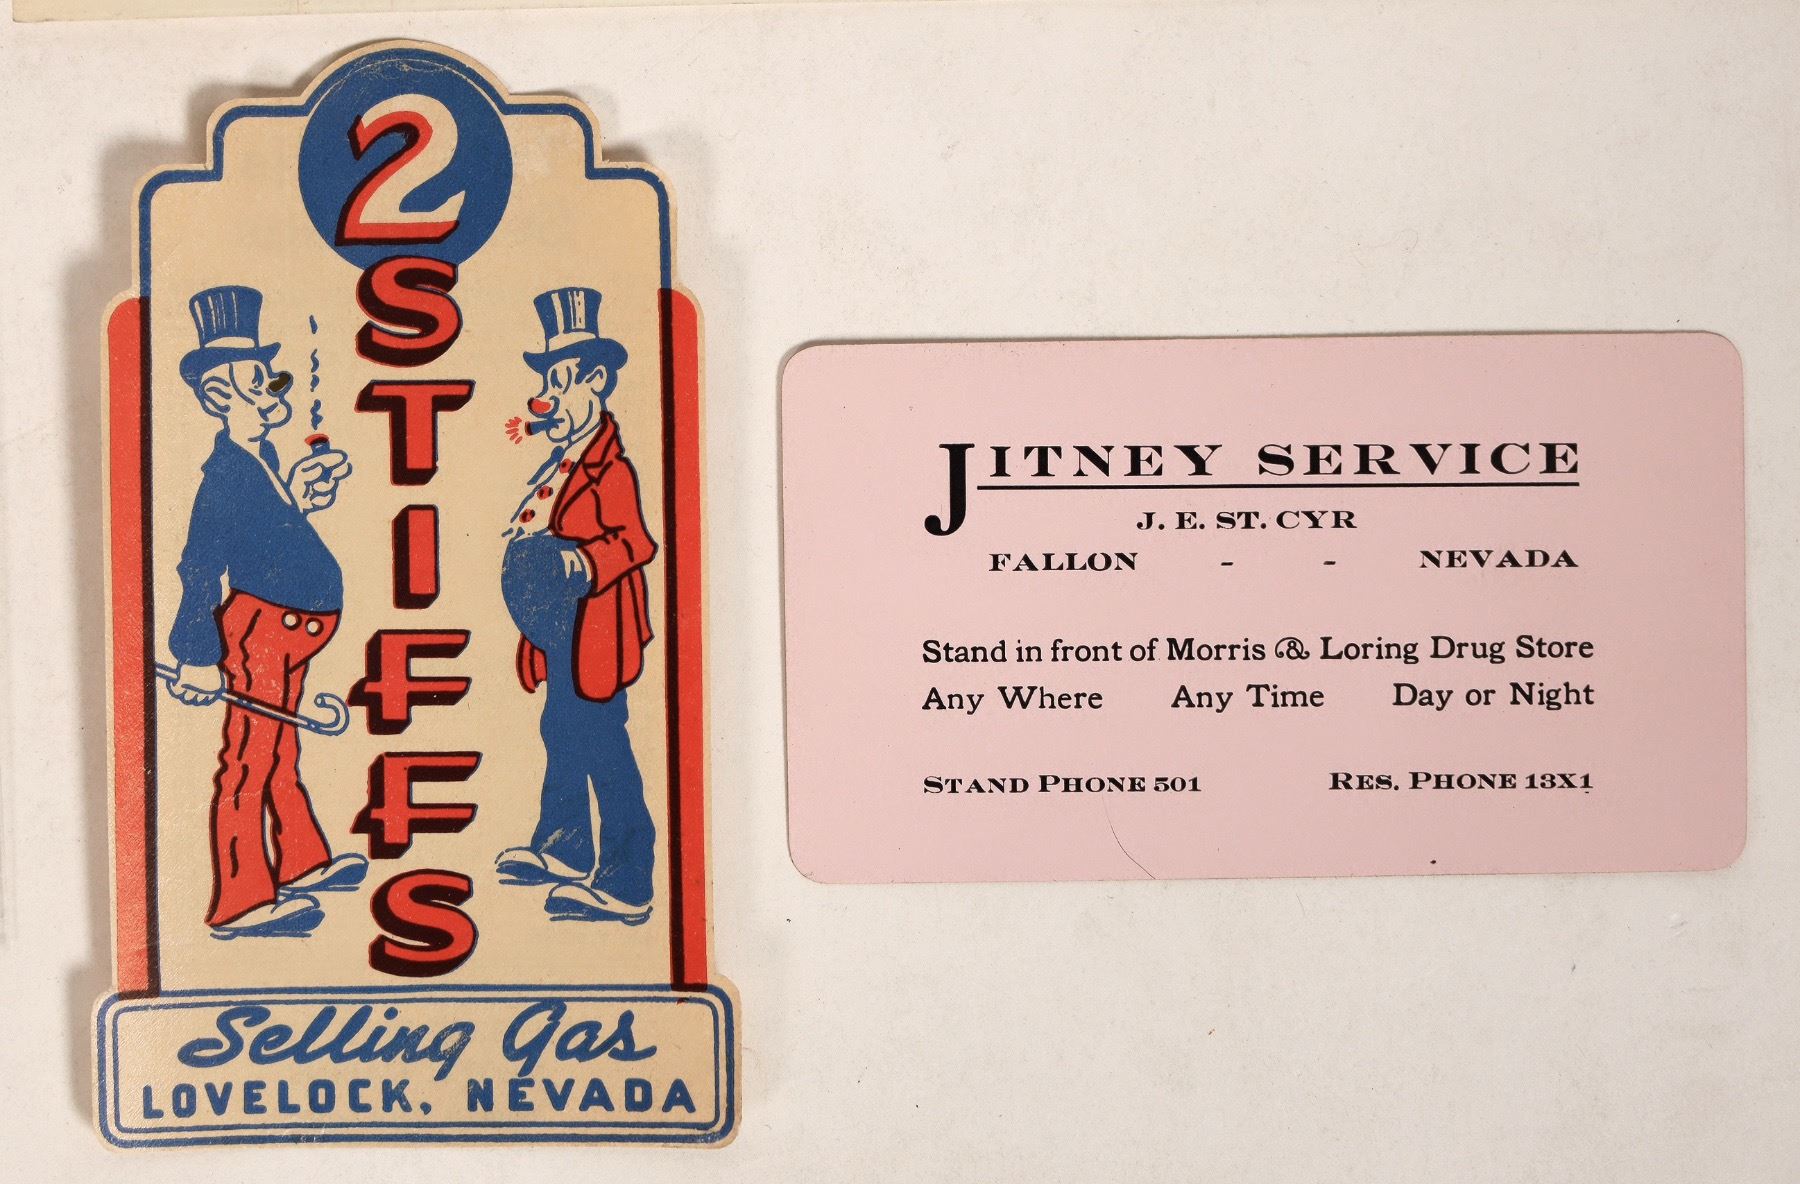 2
STIFFS
Selling Gas
LOVELOCK, NEVADA
JITNEY SERVICE
J. E. ST. CYR
FALLON - - NEVADA
Stand in front of Morris & Loring Drug Store
Any Where Any Time Day or Night
STAND PHONE 501 RES. PHONE 13X1